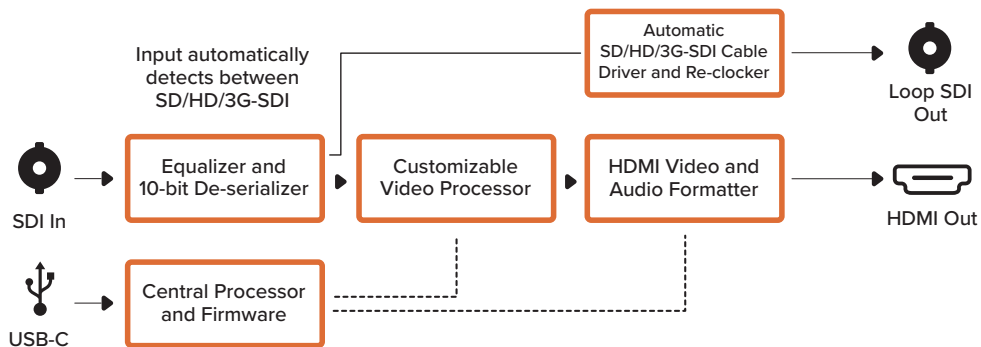 Input automatically
detects between
SD/HD/3G-SDI
Automatic
SD/HD/3G-SDI Cable
Driver and Re-clocker
Loop SDI
Out
SDI In
Equalizer and
10-bit De-serializer
Customizable
Video Processor
HDMI Video and
Audio Formatter
HDMI Out
USB-C
Central Processor
and Firmware